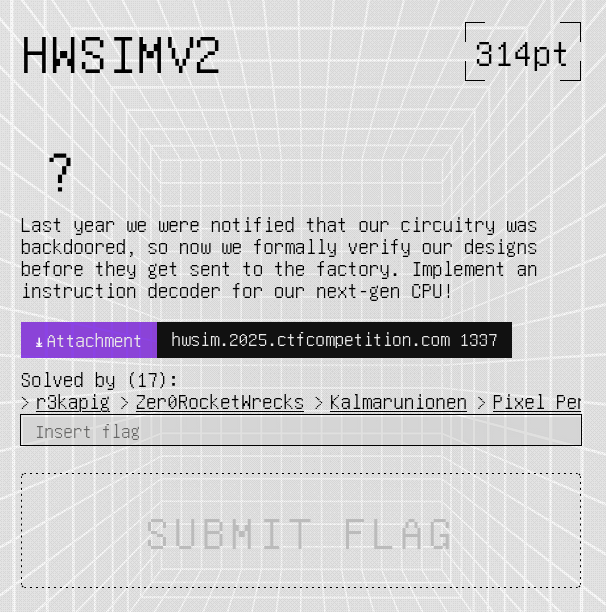 HWSIMV2
314pt
?
Last year we were notified that our circuitry was
backdoored, so now we formally verify our designs
before they get sent to the factory. Implement an
instruction decoder for our next-gen CPU!
Attachment hwsim.2025.ctfcompetition.com 1337
Solved by (17):
> r3kapig > Zer0RocketWrecks > Kalmarunionen > Pixel Per
Insert flag
SUBMIT FLAG